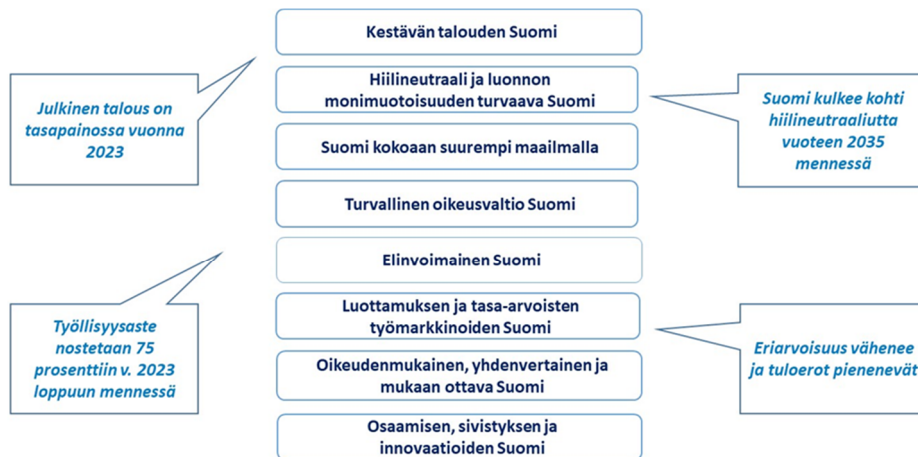 Kestävän talouden Suomi
Hiilineutraali ja luonnon
monimuotoisuuden turvaava Suomi
Suomi kokoaan suurempi maailmalla
Turvallinen oikeusvaltio Suomi
Elinvoimainen Suomi
Luottamuksen ja tasa-arvoisten
työmarkkinoiden Suomi
Oikeudenmukainen, yhdenvertainen ja
mukaan ottava Suomi
Osaamisen, sivistyksen ja
innovaatioiden Suomi
Julkinen talous on
tasapainossa vuonna
2023
Työllisyysaste
nostetaan 75
prosenttiin v. 2023
loppuun mennessä
Suomi kulkee kohti
hiilineutraaliutta
vuoteen 2035
mennessä
Eriarvoisuus vähenee
ja tuloerot pienenevät